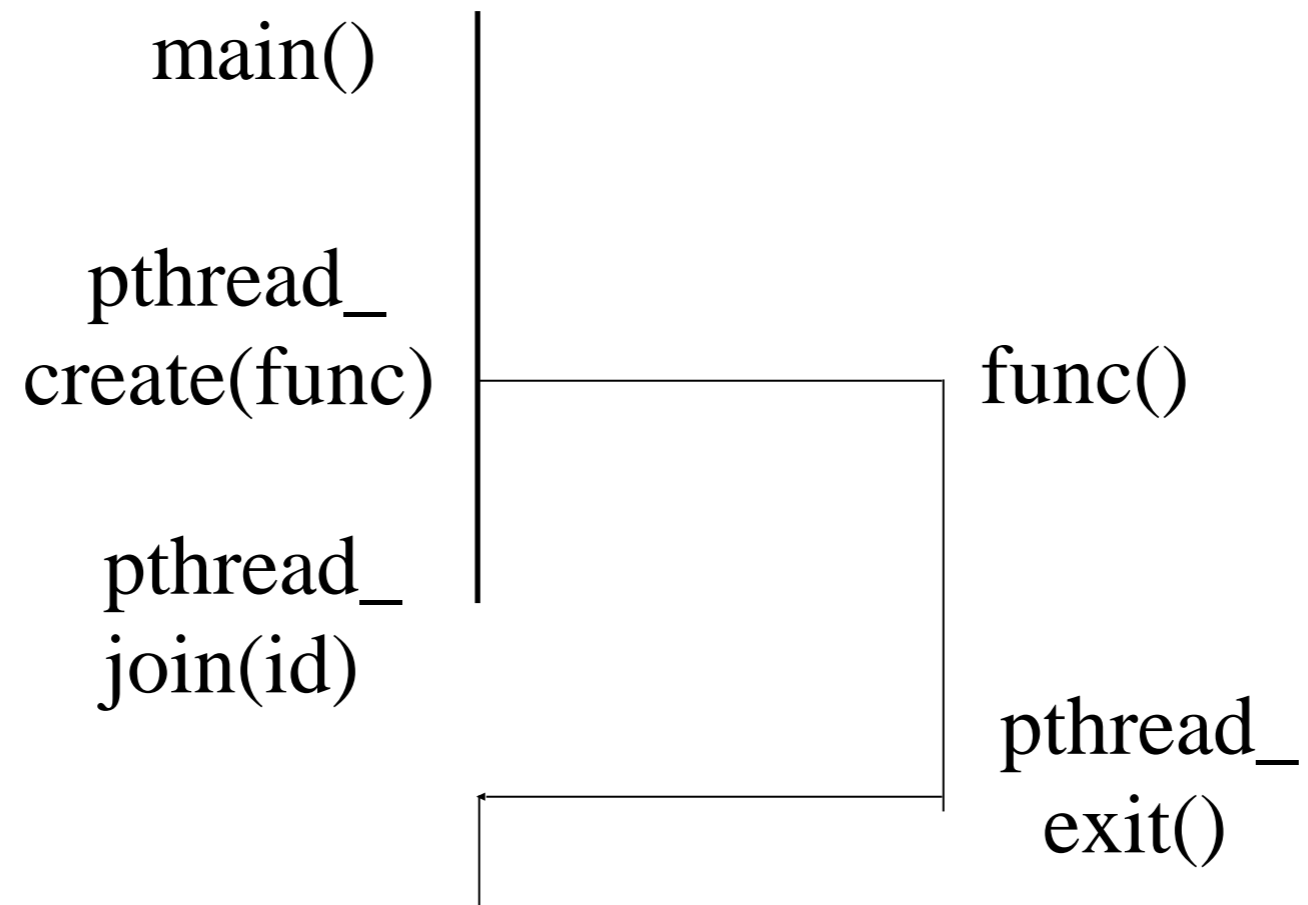 main()
pthread_
create(func)
func()
pthread_
join(id)
pthread_
exit()